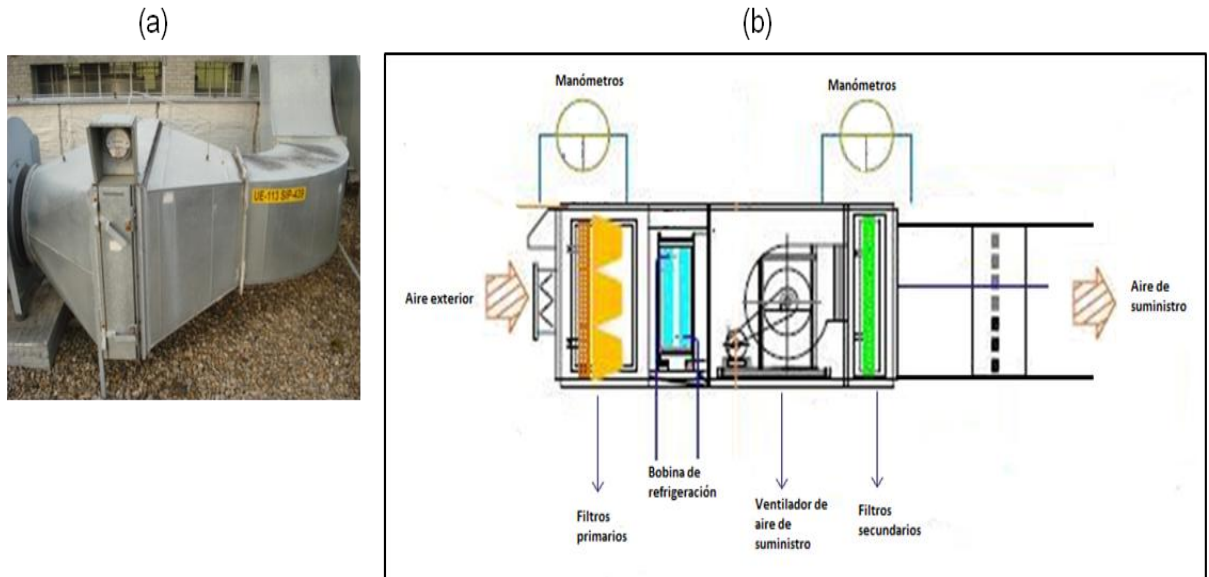 (a)
(b)
UE-113 SIP-439
Manómetros
Manómetros
Aire exterior
Aire de
suministro
Bobina de
refrigeración
Filtros
primarios
Ventilador de
aire de
suministro
Filtros
secundarios